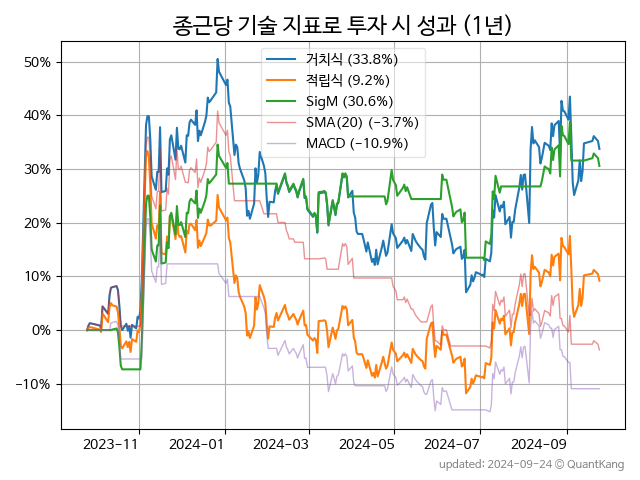 종근당 기술 지표로 투자 시 성과 (1년)
거치식 (33.8%)
적립식 (9.2%)
SigM (30.6%)
SMA(20) (−3.7%)
MACD (−10.9%)
50%
40%
30%
20%
10%
0%
−10%
2023-11 2024-01 2024-03 2024-05 2024-07 2024-09
updated: 2024-09-24 © QuantKang